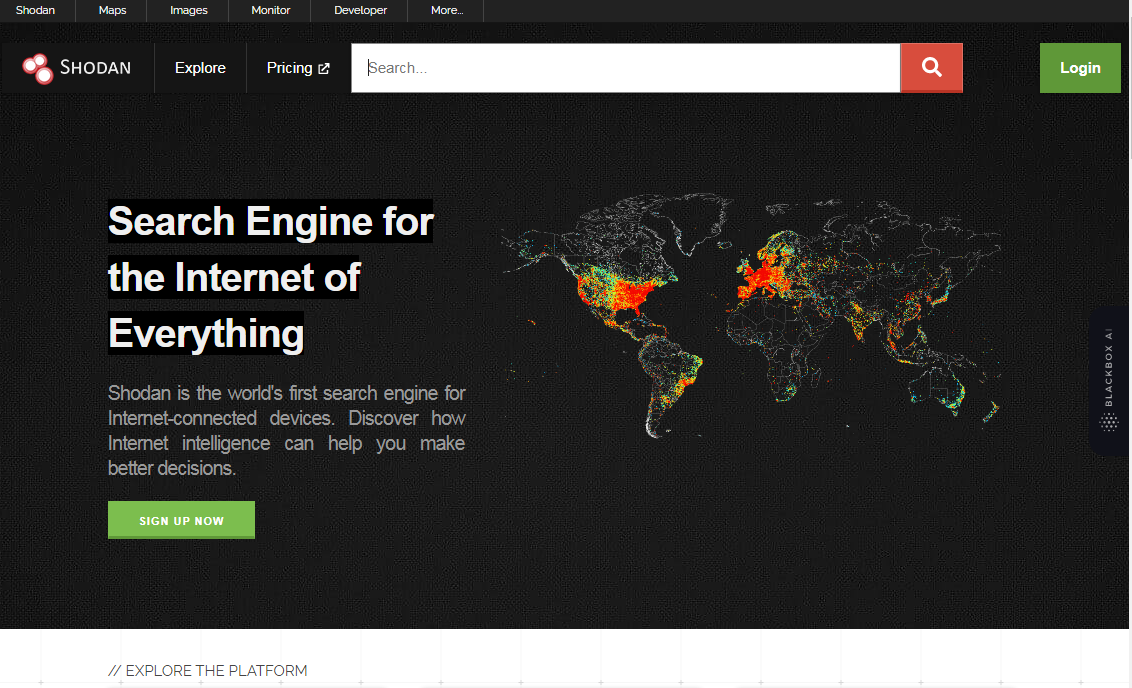 Shodan Maps Images Monitor Developer More...
SHODAN Explore Pricing Search... Login
Search Engine for
the Internet of
Everything
Shodan is the world's first search engine for
Internet-connected devices. Discover how
Internet intelligence can help you make
better decisions.
SIGN UP NOW
BLACKBOX AI
// EXPLORE THE PLATFORM